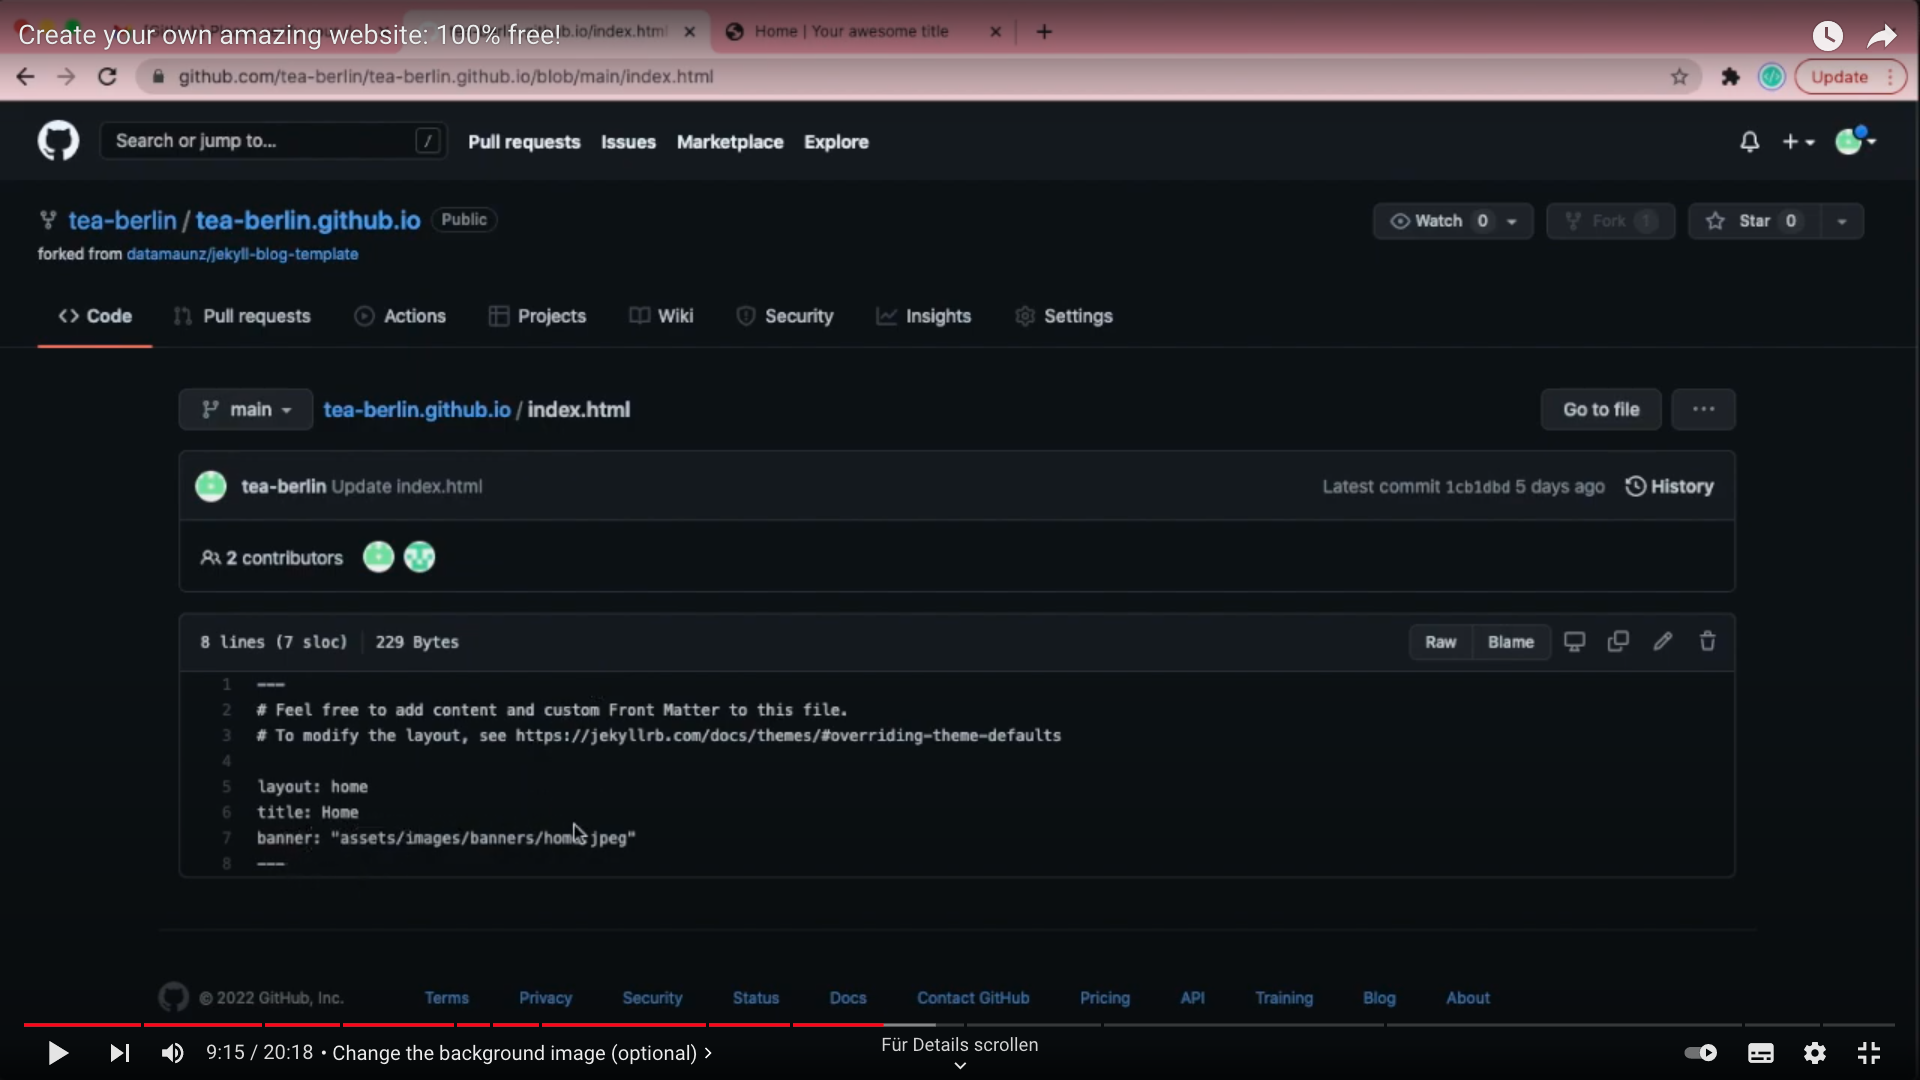 Create your own amazing website: 100% free!
b.io/index.html
Home | Your awesome title
github.com/tea-berlin/tea-berlin.github.io/blob/main/index.html
Update
Search or jump to...
/
Pull requests
Issues
Marketplace
Explore
tea-berlin / tea-berlin.github.io
Public
Watch 0
Fork 1
Star 0
forked from datamaunz/jekyll-blog-template
Code
Pull requests
Actions
Projects
Wiki
Security
Insights
Settings
main
tea-berlin.github.io / index.html
Go to file
...
tea-berlin Update index.html
Latest commit 1cb1dbd 5 days ago
History
2 contributors
8 lines (7 sloc) 229 Bytes
Raw
Blame
1 ---
2 # Feel free to add content and custom Front Matter to this file.
3 # To modify the layout, see https://jekyllrb.com/docs/themes/#overriding-theme-defaults
4
5 layout: home
6 title: Home
7 banner: "assets/images/banners/home.jpeg"
8 ---
© 2022 GitHub, Inc.
Terms
Privacy
Security
Status
Docs
Contact GitHub
Pricing
API
Training
Blog
About
9:15 / 20:18 • Change the background image (optional)
Für Details scrollen